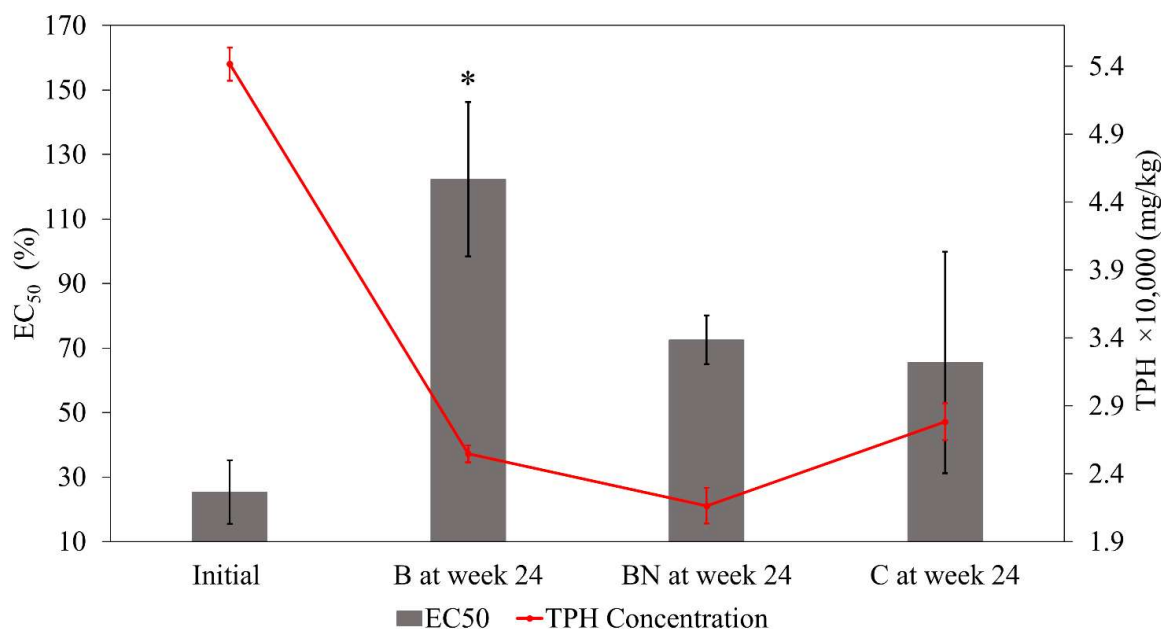 170
150
130
110
90
70
50
30
10
EC50 (%)
*
5.4
4.9
4.4
3.9
3.4
2.9
2.4
1.9
TPH ×10,000 (mg/kg)
Initial
B at week 24
BN at week 24
C at week 24
EC50
TPH Concentration